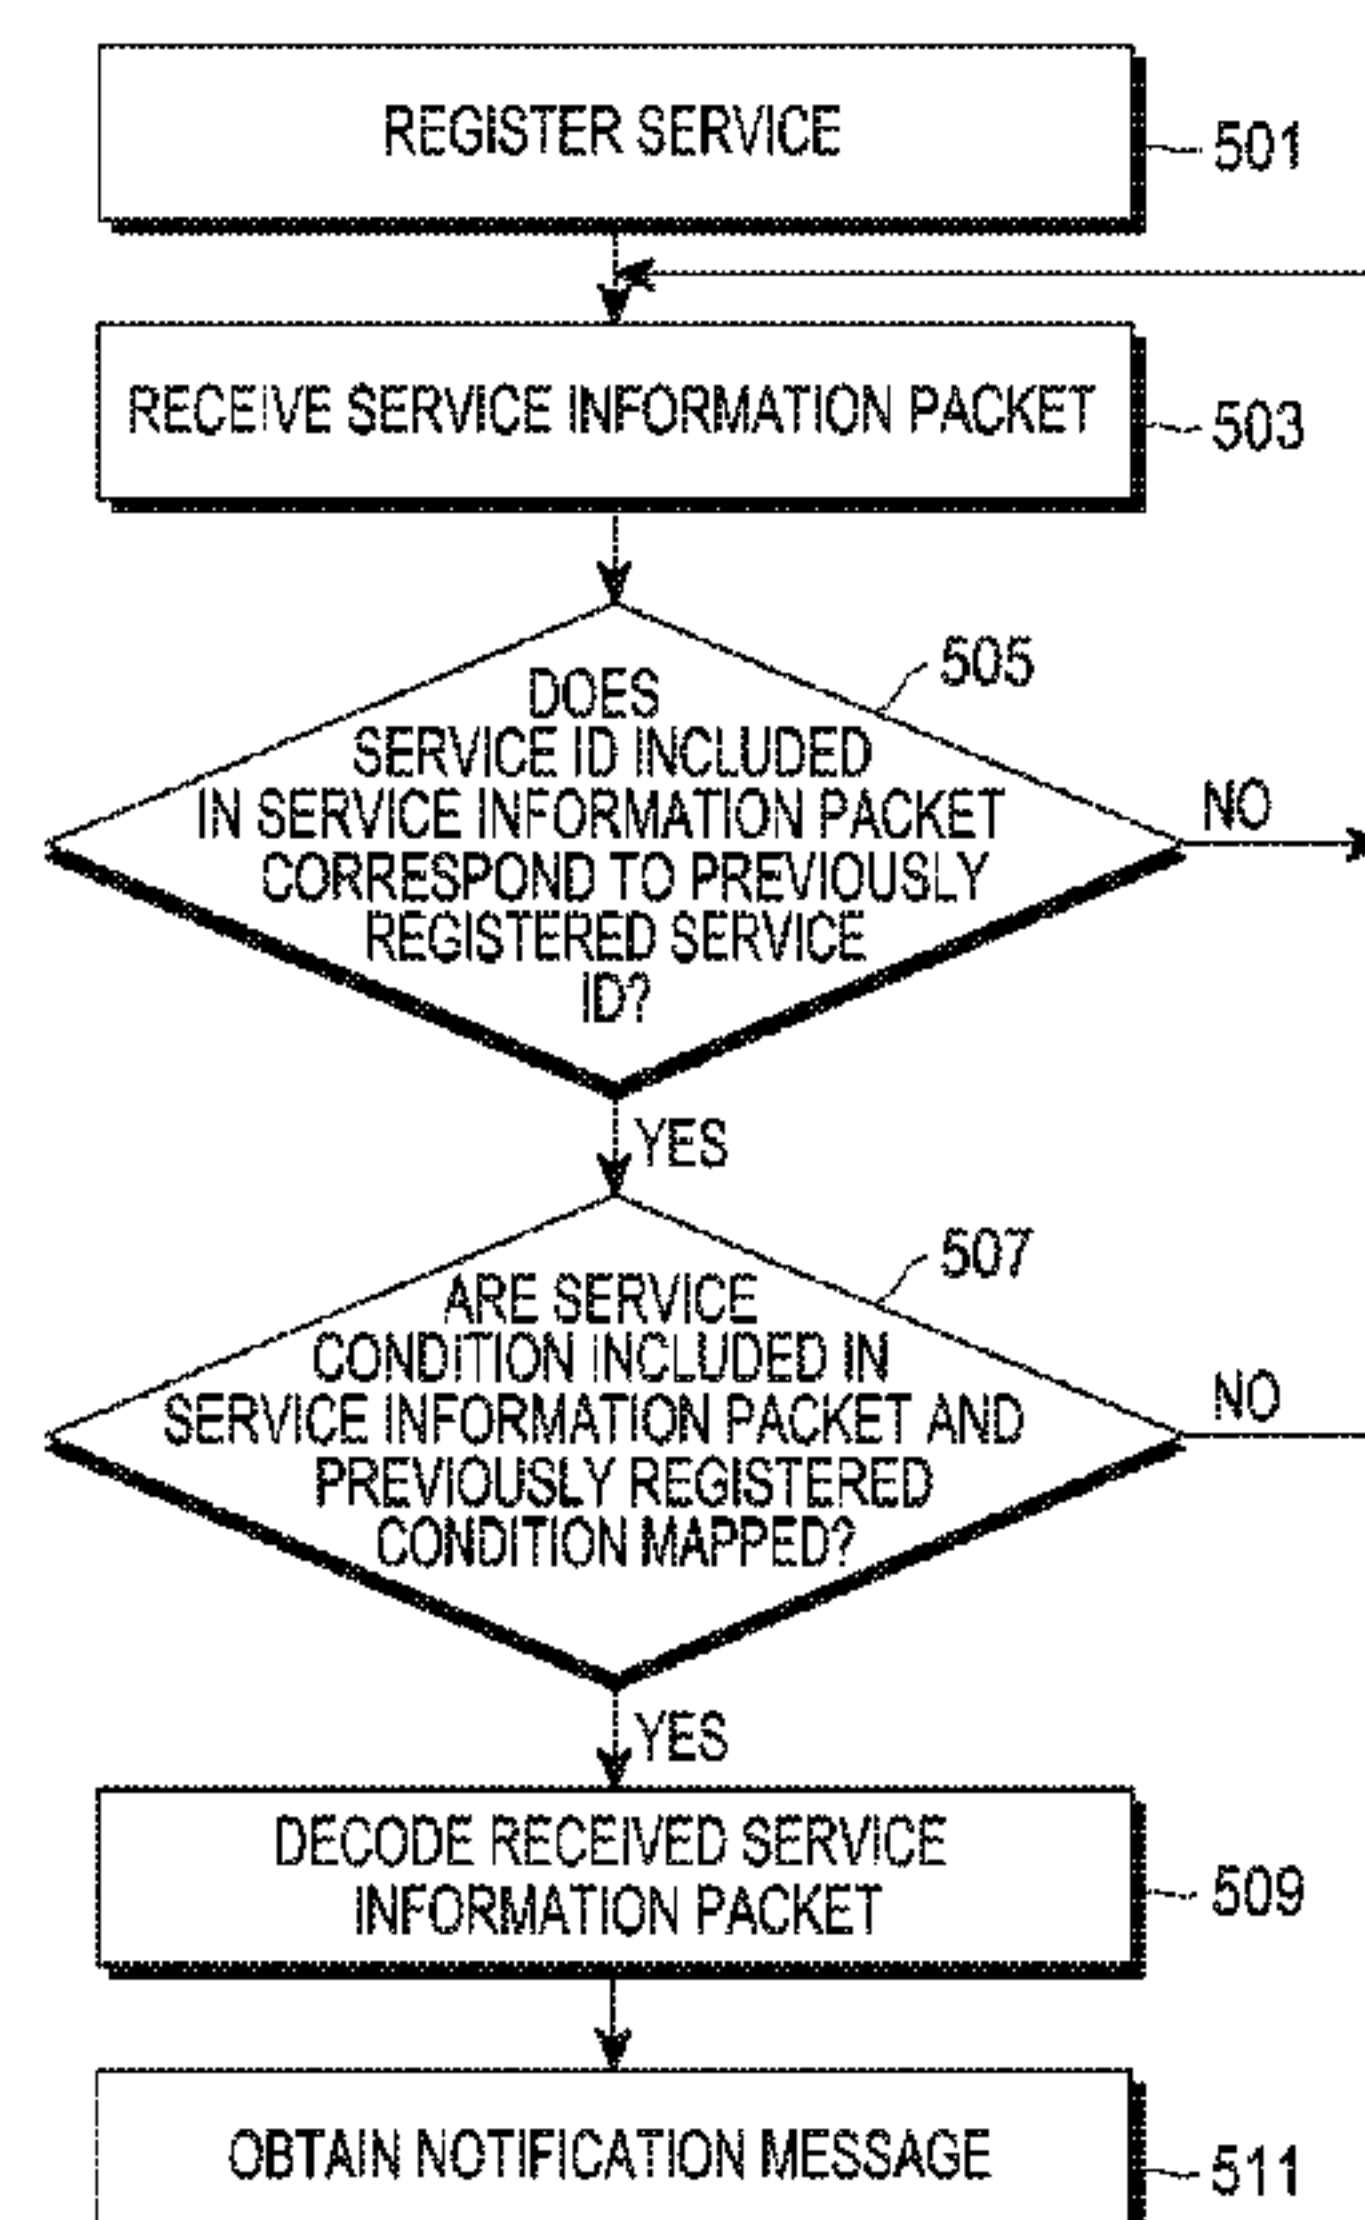 REGISTER SERVICE
501
RECEIVE SERVICE INFORMATION PACKET
503
505
DOES
SERVICE ID INCLUDED
IN SERVICE INFORMATION PACKET
CORRESPOND TO PREVIOUSLY
REGISTERED SERVICE
ID?
NO
YES
507
ARE SERVICE
CONDITION INCLUDED IN
SERVICE INFORMATION PACKET AND
PREVIOUSLY REGISTERED
CONDITION MAPPED?
NO
YES
DECODE RECEIVED SERVICE
INFORMATION PACKET
509
OBTAIN NOTIFICATION MESSAGE
511